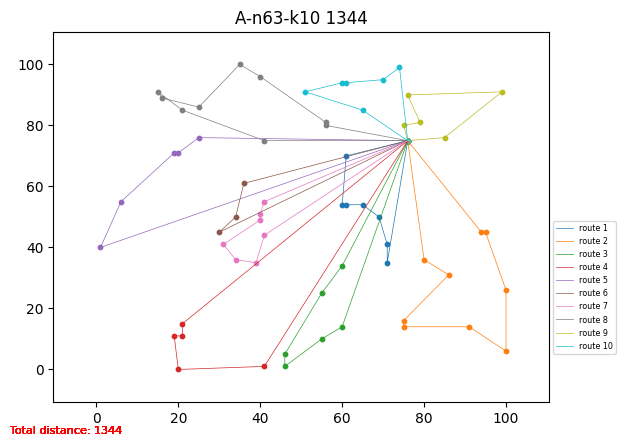 A-n63-k10 1344
100
80
60
40
20
0
0 20 40 60 80 100
route 1
route 2
route 3
route 4
route 5
route 6
route 7
route 8
route 9
route 10
Total distance: 1344